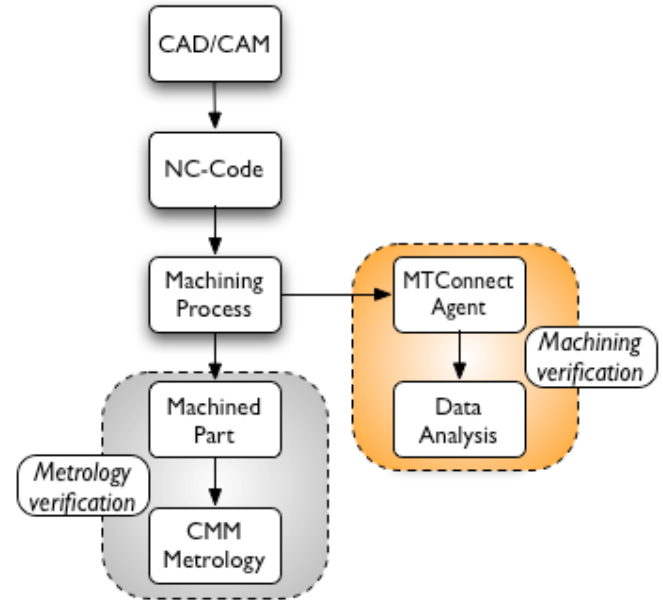 CAD/CAM
NC-Code
Machining
Process
MTConnect
Agent
Machining
verification
Machined
Part
Data
Analysis
Metrology
verification
CMM
Metrology